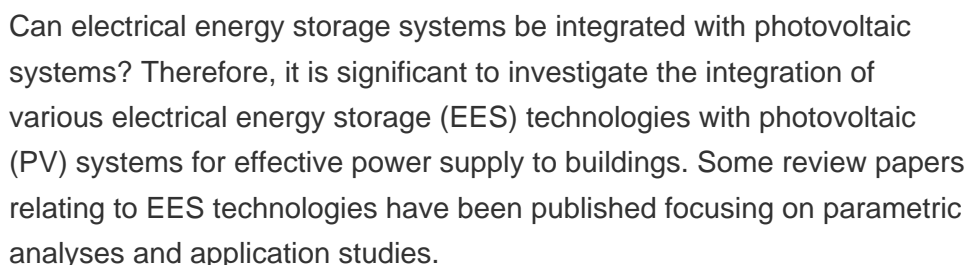 Can electrical energy storage systems be integrated with photovoltaic
systems? Therefore, it is significant to investigate the integration of
various electrical energy storage (EES) technologies with photovoltaic
(PV) systems for effective power supply to buildings. Some review papers
relating to EES technologies have been published focusing on parametric
analyses and application studies.